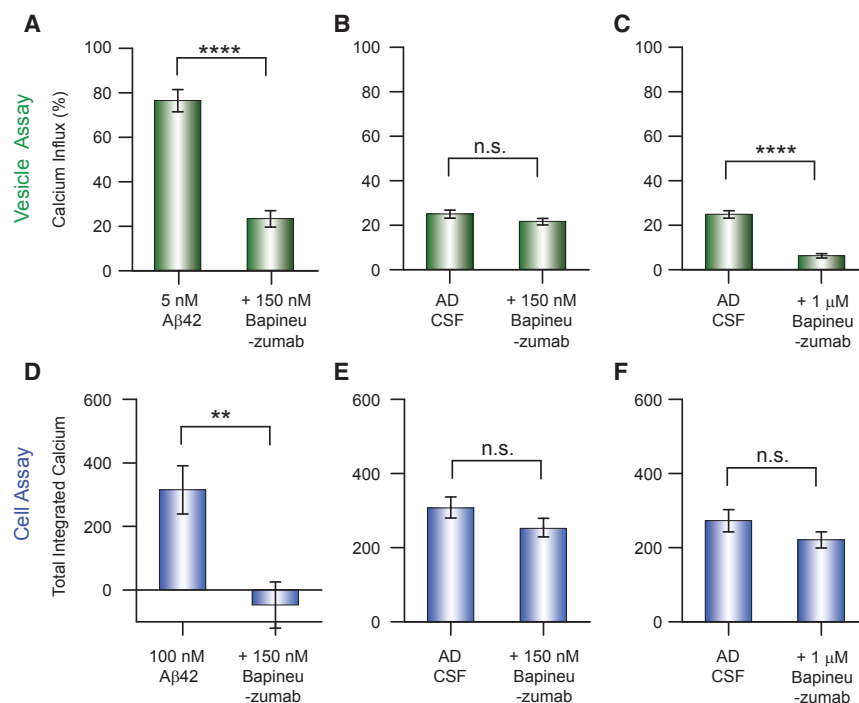 A
B
C
Vesicle Assay
Calcium Influx (%)
100
80
60
40
20
0
****
5 nM
Aβ42
+ 150 nM
Bapineu
-zumab
100
80
60
40
20
0
n.s.
AD
CSF
+ 150 nM
Bapineu
-zumab
100
80
60
40
20
0
****
AD
CSF
+ 1 μM
Bapineu
-zumab
D
E
F
Cell Assay
Total Integrated Calcium
600
400
200
0
**
100 nM
Aβ42
+ 150 nM
Bapineu
-zumab
600
400
200
0
n.s.
AD
CSF
+ 150 nM
Bapineu
-zumab
600
400
200
0
n.s.
AD
CSF
+ 1 μM
Bapineu
-zumab